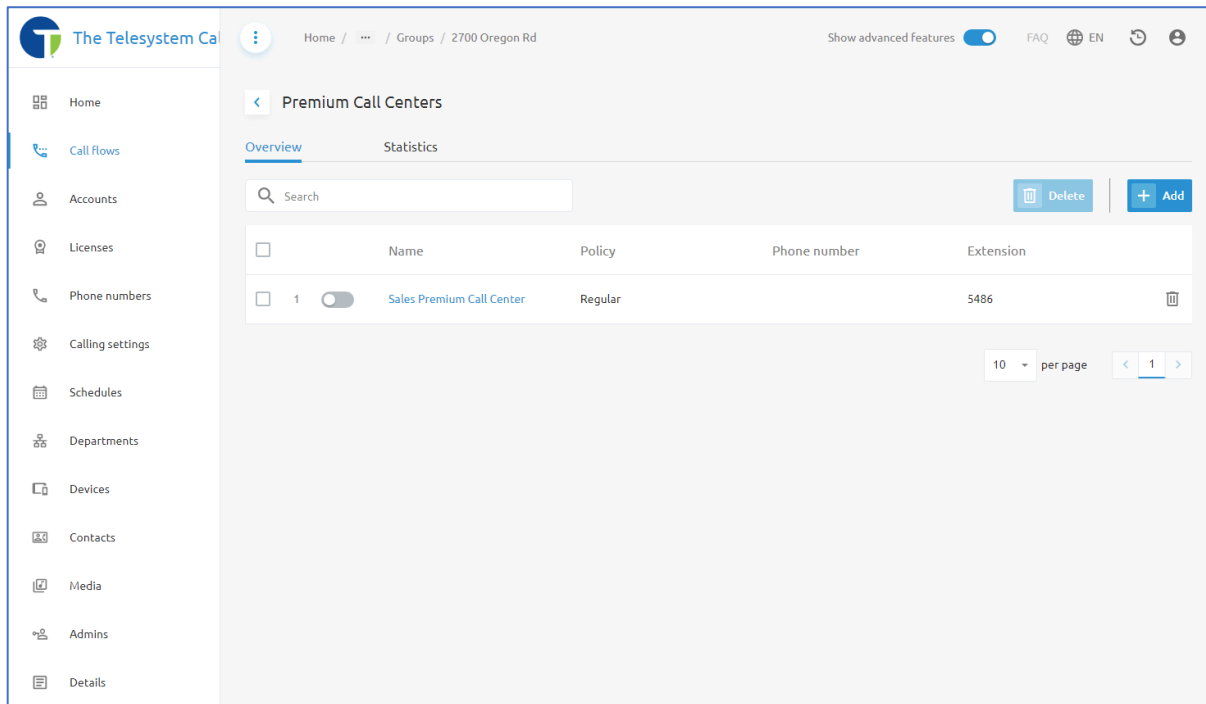 The Telesystem Cal
Home / ... / Groups / 2700 Oregon Rd
Show advanced features
FAQ
EN
Home
Call flows
Accounts
Licenses
Phone numbers
Calling settings
Schedules
Departments
Devices
Contacts
Media
Admins
Details
Premium Call Centers
Overview
Statistics
Search
Delete
Add
Name Policy Phone number Extension
1 Sales Premium Call Center Regular 5486
10 per page
1